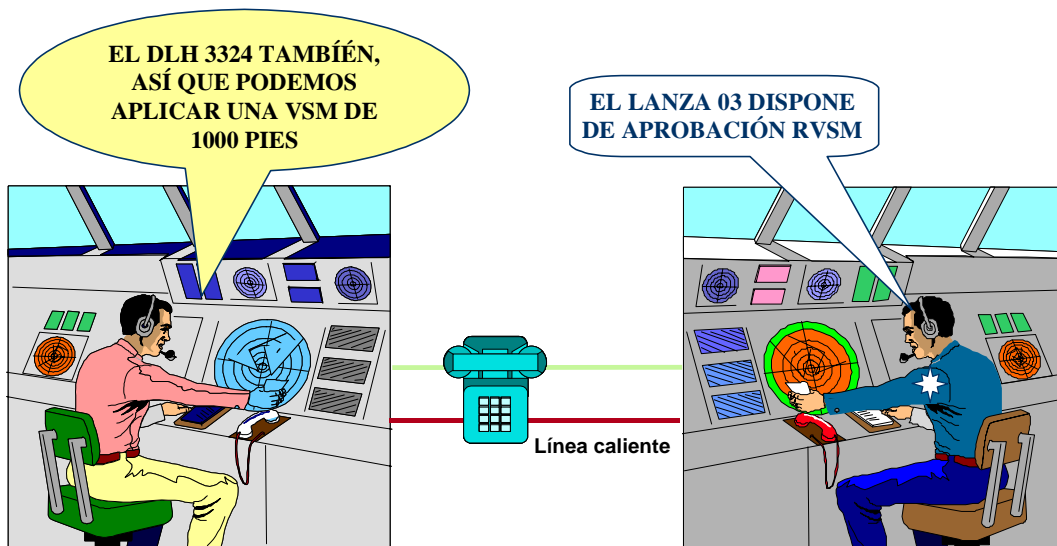 EL DLH 3324 TAMBÍÉN,
ASÍ QUE PODEMOS
APLICAR UNA VSM DE
1000 PIES
EL LANZA 03 DISPONE
DE APROBACIÓN RVSM
Línea caliente